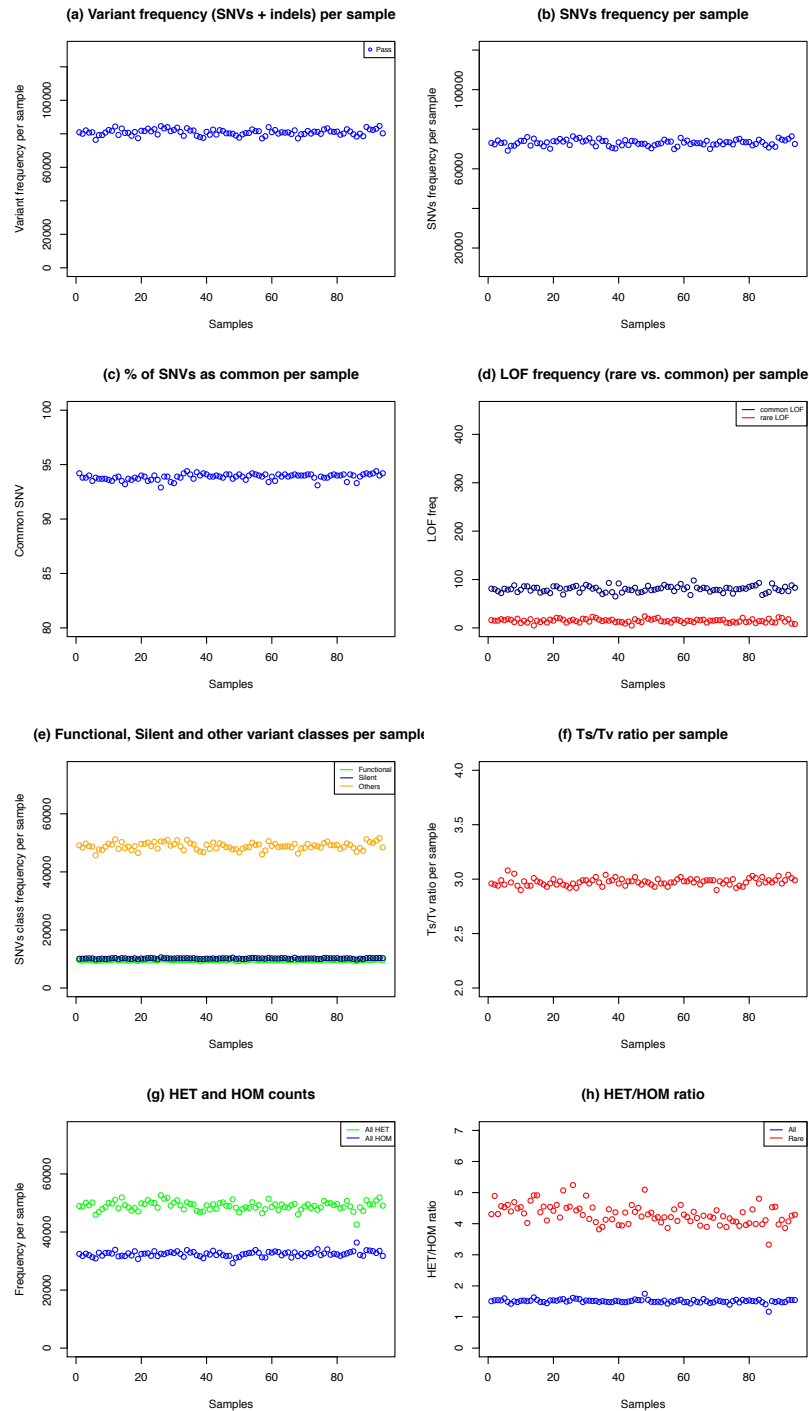 (a) Variant frequency (SNVs + indels) per sample
Variant frequency per sample
0
20000
60000
100000
Pass
0
20
40
60
80
Samples
(b) SNVs frequency per sample
SNVs frequency per sample
20000
60000
100000
0
20
40
60
80
Samples
(c) % of SNVs as common per sample
Common SNV
80
85
90
95
100
0
20
40
60
80
Samples
(d) LOF frequency (rare vs. common) per sample
LOF freq
0
100
200
300
400
common LOF
rare LOF
0
20
40
60
80
Samples
(e) Functional, Silent and other variant classes per sample
SNVs class frequency per sample
0
20000
40000
60000
Functional
Silent
Others
0
20
40
60
80
Samples
(f) Ts/Tv ratio per sample
Ts/Tv ratio per sample
2.0
2.5
3.0
3.5
4.0
0
20
40
60
80
Samples
(g) HET and HOM counts
Frequency per sample
0
20000
40000
60000
All HET
All HOM
0
20
40
60
80
Samples
(h) HET/HOM ratio
HET/HOM ratio
0
1
2
3
4
5
6
7
All
Rare
0
20
40
60
80
Samples